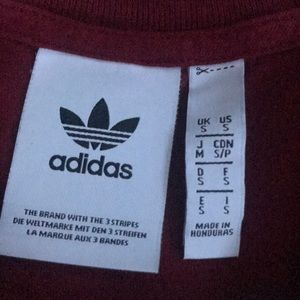 adidas
THE BRAND WITH THE 3 STRIPES
DIE WELTMARKE MIT DEN 3 STREIFEN
LA MARQUE AUX 3 BANDES
UK US
S S
J CDN
M S/P
D F
S S
E I
S S
MADE IN
HONDURAS